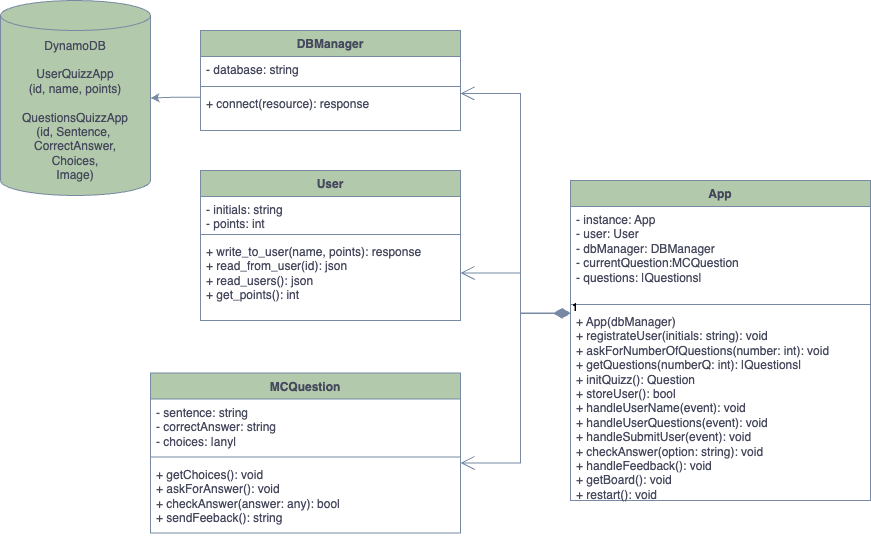 DynamoDB
UserQuizzApp
(id, name, points)
QuestionsQuizzApp
(id, Sentence,
CorrectAnswer,
Choices,
Image)
DBManager
- database: string
+ connect(resource): response
User
- initials: string
- points: int
+ write_to_user(name, points): response
+ read_from_user(id): json
+ read_users(): json
+ get_points(): int
MCQuestion
- sentence: string
- correctAnswer: string
- choices: |any|
+ getChoices(): void
+ askForAnswer(): void
+ checkAnswer(answer: any): bool
+ sendFeeback(): string
App
- instance: App
- user: User
- dbManager: DBManager
- currentQuestion:MCQuestion
- questions: |Questions|
1
+ App(dbManager)
+ registrateUser(initials: string): void
+ askForNumberOfQuestions(number: int): void
+ getQuestions(numberQ: int): |Questions|
+ initQuizz(): Question
+ storeUser(): bool
+ handleUserName(event): void
+ handleUserQuestions(event): void
+ handleSubmitUser(event): void
+ checkAnswer(option: string): void
+ handleFeedback(): void
+ getBoard(): void
+ restart(): void